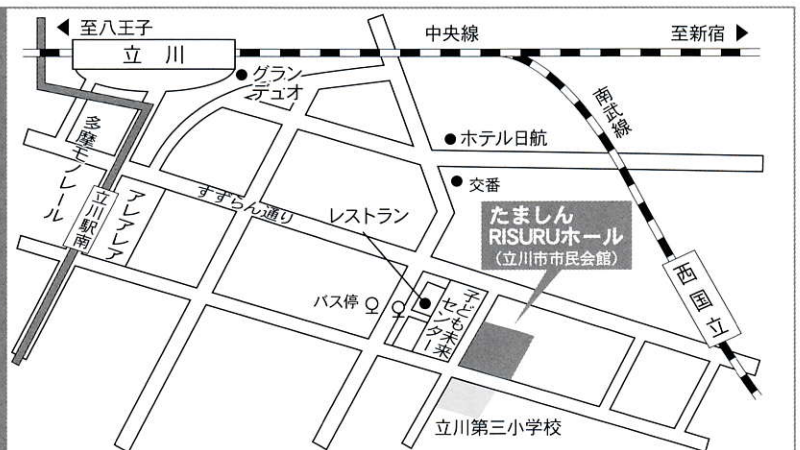 至八王子
立川
中央線
至新宿
グラン
デュオ
南武線
ホテル日航
交番
多摩モノレール
立川駅南
アレアレア
すずらん通り
レストラン
たましん
RISURUホール
(立川市市民会館)
西国立
バス停
子ども未来
センター
立川第三小学校